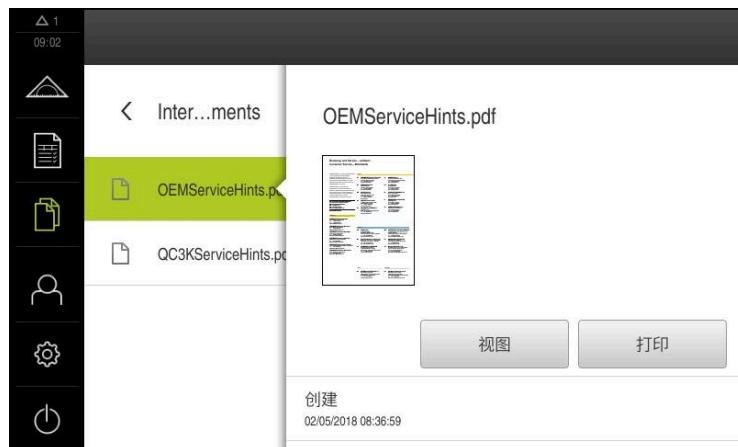 1
09:02
Inter...ments
OEMServiceHints.pdf
OEMServiceHints.p
QC3KServiceHints.pd
视图
打印
创建
02/05/2018 08:36:59